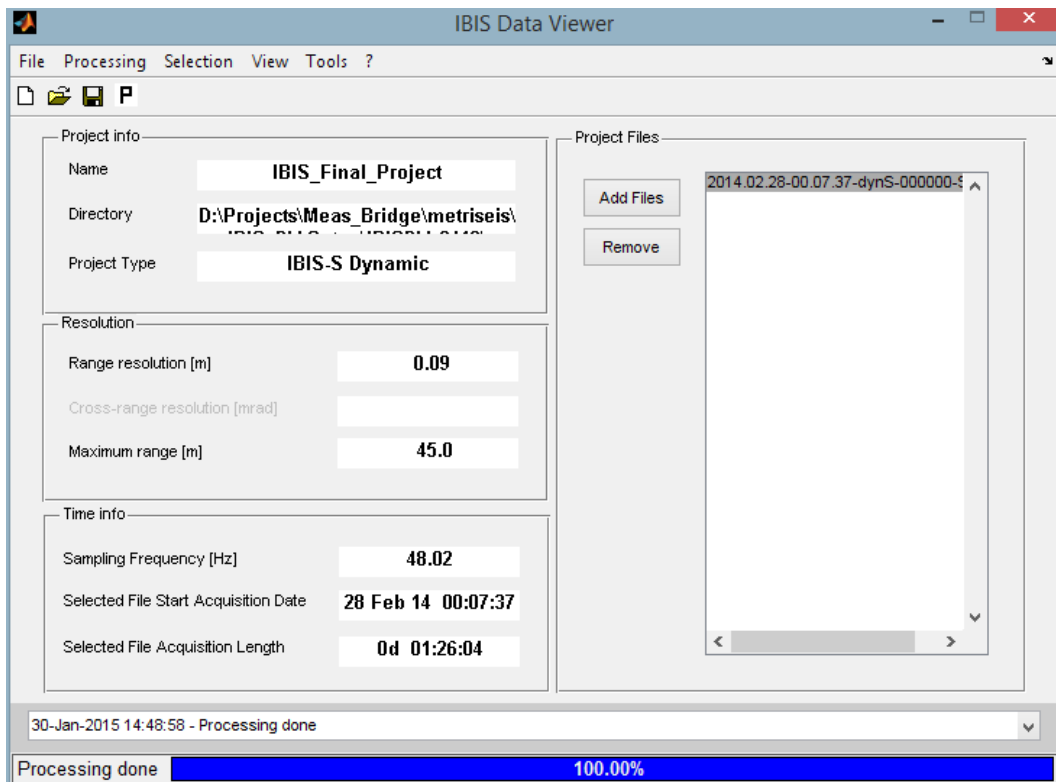 IBIS Data Viewer
File Processing Selection View Tools ?
P
Project info
Name IBIS_Final_Project
Directory D:\Projects\Meas_Bridge\metriseis\
Project Type IBIS-S Dynamic
Resolution
Range resolution [m] 0.09
Cross-range resolution [mrad]
Maximum range [m] 45.0
Time info
Sampling Frequency [Hz] 48.02
Selected File Start Acquisition Date 28 Feb 14 00:07:37
Selected File Acquisition Length 0d 01:26:04
Project Files
Add Files
Remove
2014.02.28-00.07.37-dynS-000000-S
30-Jan-2015 14:48:58 - Processing done
Processing done 100.00%